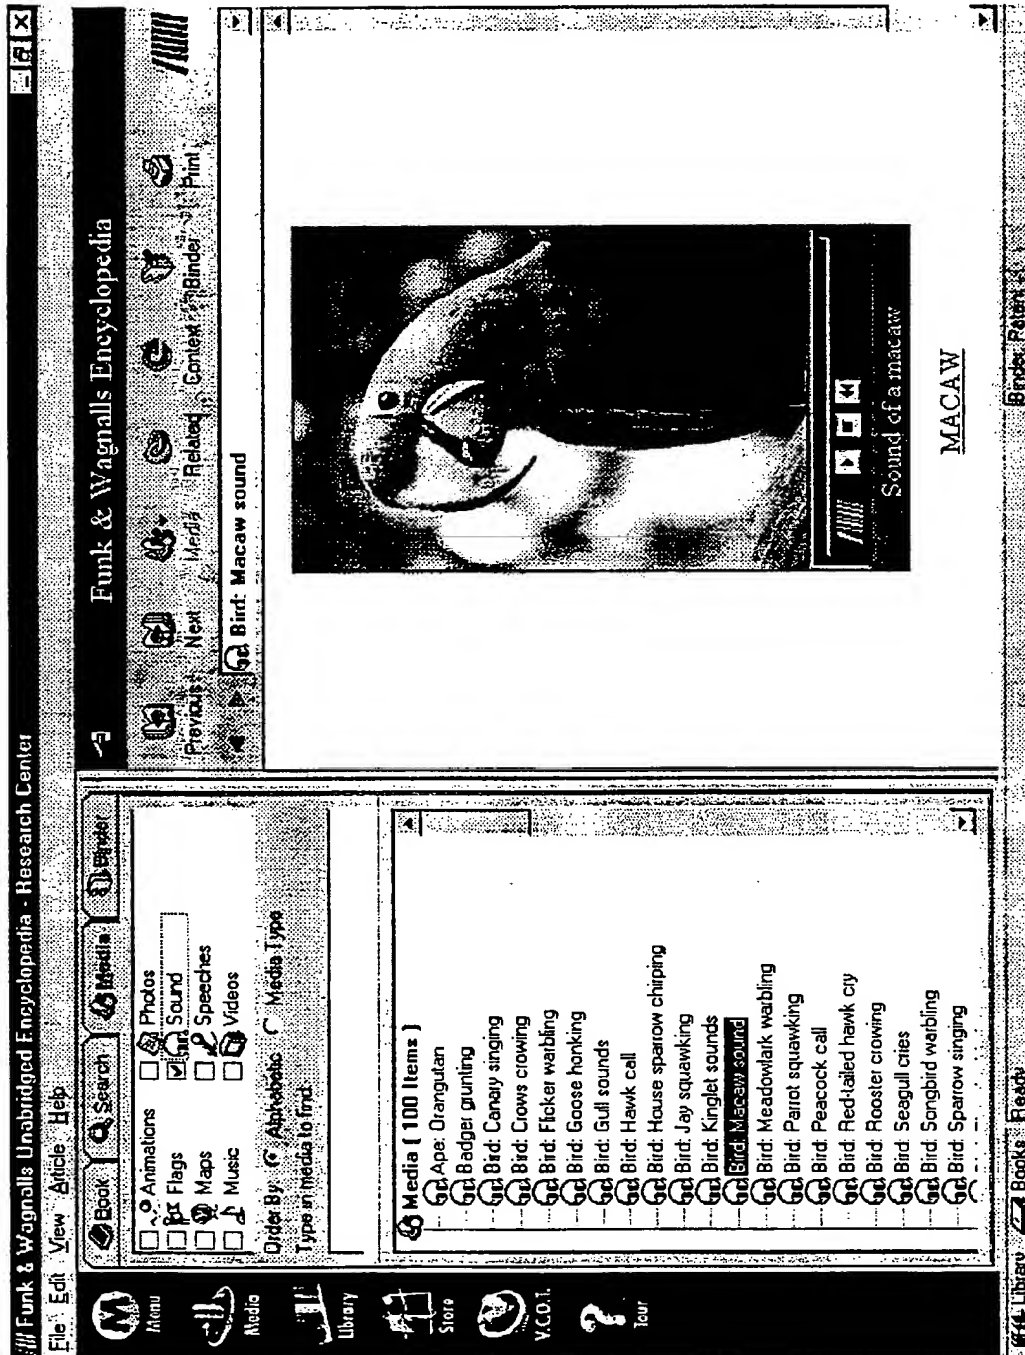 Funk & Wagnalls Unabridged Encyclopedia - Research Center
File Edit View Article Help
Menu
Media
Library
Store
V.C.O.T.
Tour
Book Search Media Binder
Animations Photos
Flags Sound
Maps Speeches
Music Videos
Order By Alphabetic Media Type
Type in media to find:
Media ( 100 Items )
Ape: Orangutan
Badger grunting
Bird: Canary singing
Bird: Crows crowing
Bird: Flicker warbling
Bird: Goose honking
Bird: Gull sounds
Bird: Hawk call
Bird: House sparrow chirping
Bird: Jay squawking
Bird: Kinglet sounds
Bird: Macaw sound
Bird: Meadowlark warbling
Bird: Parrot squawking
Bird: Peacock call
Bird: Red-tailed hawk cry
Bird: Rooster crowing
Bird: Seagull cries
Bird: Songbird warbling
Bird: Sparrow singing
Funk & Wagnalls Encyclopedia
Previous Next Media Related Context Binder Print
Bird: Macaw sound
Sound of a macaw
MACAW
Library Books Ready Binder: Patent